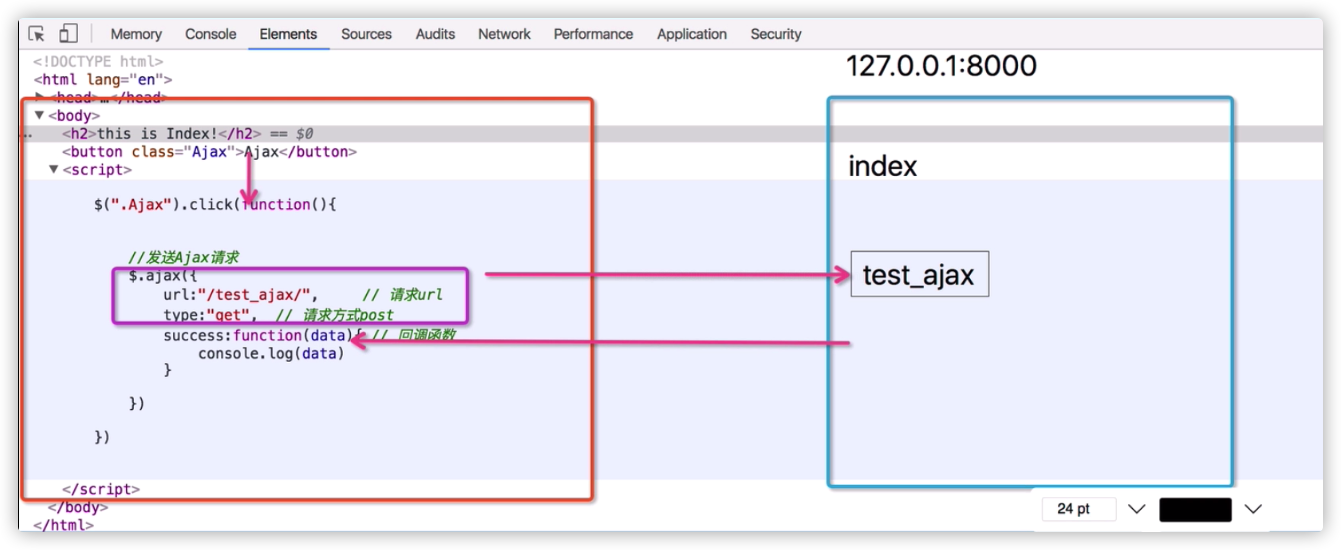 Memory Console Elements Sources Audits Network Performance Application Security
<!DOCTYPE html>
<html lang="en">
<head>…</head>
<body>
<h2>this is Index!</h2> == $0
<button class="Ajax">Ajax</button>
<script>
$(".Ajax").click(function(){
//发送Ajax请求
$.ajax({
url:"/test_ajax/", // 请求url
type:"get", // 请求方式post
success:function(data){ // 回调函数
console.log(data)
}
})
})
</script>
</body>
</html>
127.0.0.1:8000
index
test_ajax
24 pt